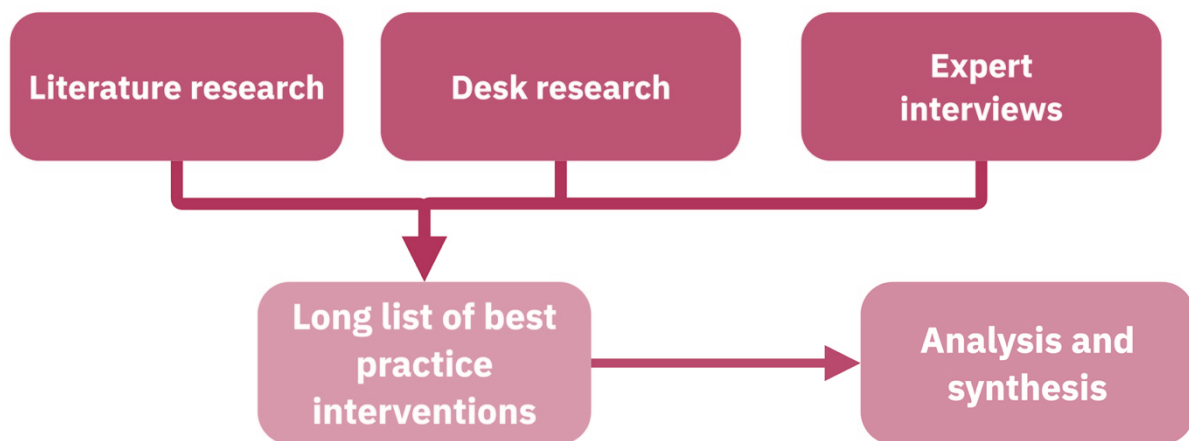 Literature research
Desk research
Expert
interviews
Long list of best
practice
interventions
Analysis and
synthesis